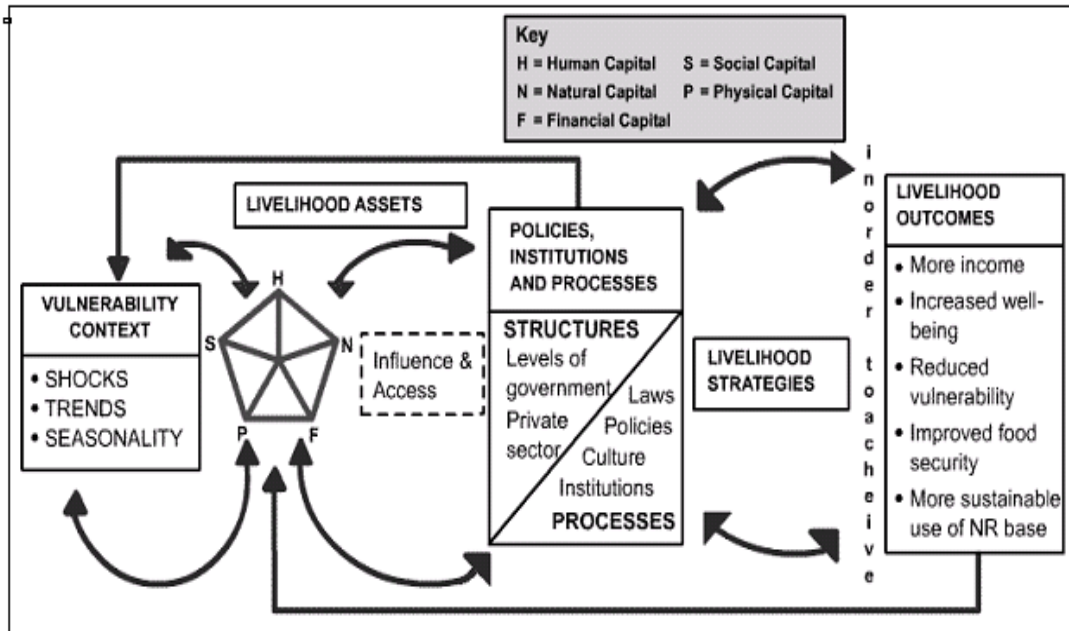 Key
H = Human Capital S = Social Capital
N = Natural Capital P = Physical Capital
F = Financial Capital
LIVELIHOOD ASSETS
H
S
N
P
F
VULNERABILITY
CONTEXT
• SHOCKS
• TRENDS
• SEASONALITY
Influence &
Access
POLICIES,
INSTITUTIONS
AND PROCESSES
STRUCTURES
Levels of
government
Private
sector
Laws
Policies
Culture
Institutions
PROCESSES
LIVELIHOOD
STRATEGIES
inorder toacheive
LIVELIHOOD
OUTCOMES
• More income
• Increased well-
being
• Reduced
vulnerability
• Improved food
security
• More sustainable
use of NR base